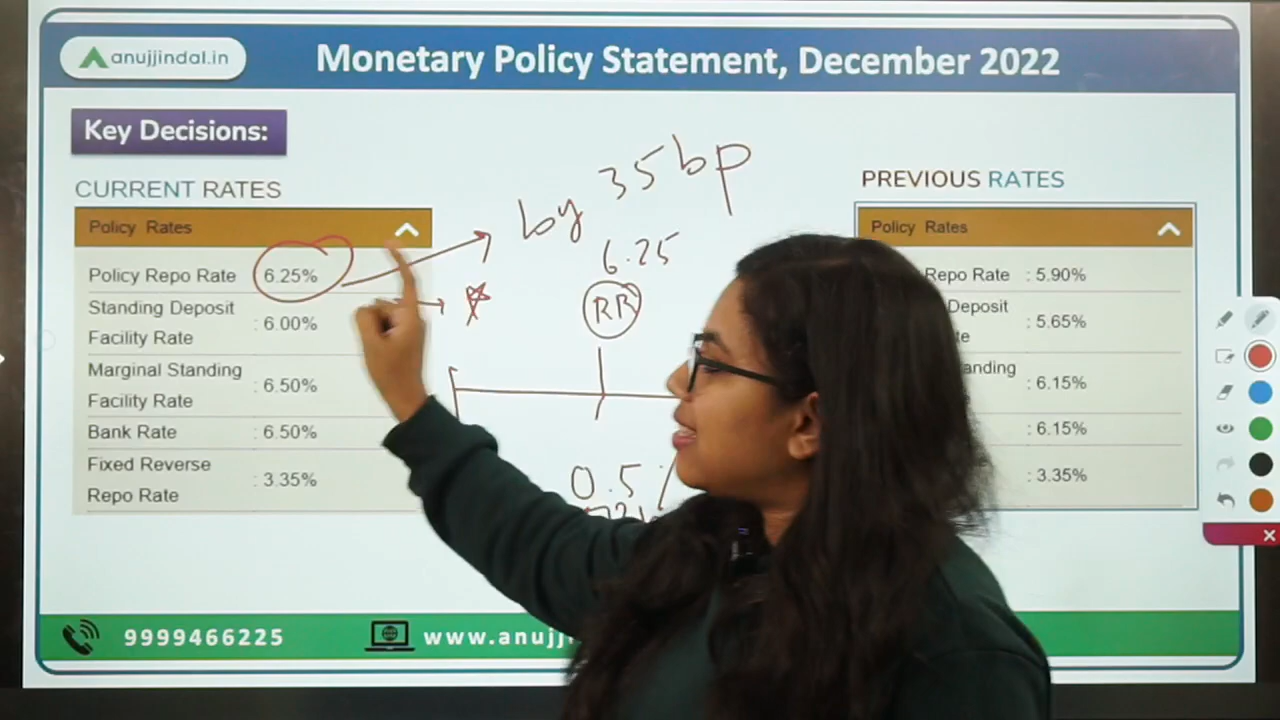 anujjindal.in
Monetary Policy Statement, December 2022
Key Decisions:
CURRENT RATES
Policy Rates
Policy Repo Rate 6.25%
Standing Deposit
Facility Rate : 6.00%
Marginal Standing
Facility Rate : 6.50%
Bank Rate : 6.50%
Fixed Reverse
Repo Rate : 3.35%
by 35 bp
6.25
RR
0.5 %
PREVIOUS RATES
Policy Rates
Repo Rate : 5.90%
Deposit
: 5.65%
: 6.15%
: 6.15%
: 3.35%
9999466225
www.anujj